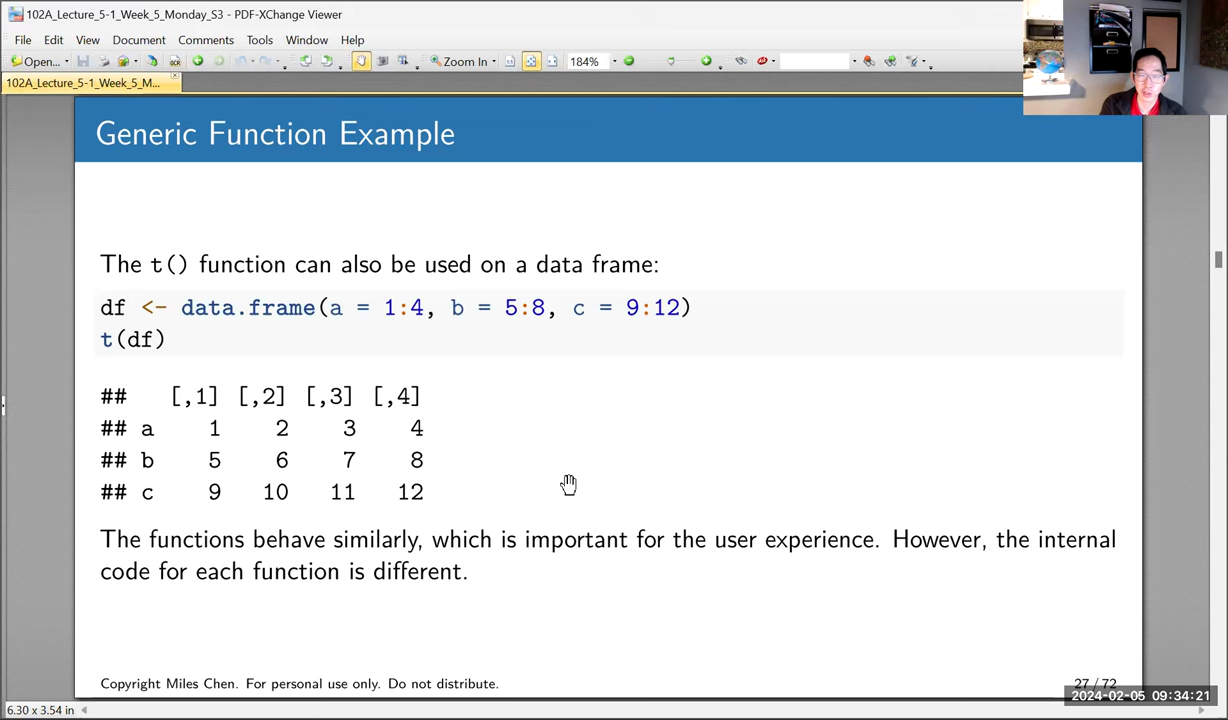 102A_Lecture_5-1_Week_5_Monday_S3 - PDF-XChange Viewer
File Edit View Document Comments Tools Window Help
Open... Zoom In 184%
102A_Lecture_5-1_Week_5_M...
Generic Function Example
The t() function can also be used on a data frame:
df <- data.frame(a = 1:4, b = 5:8, c = 9:12)
t(df)
## [,1] [,2] [,3] [,4]
## a 1 2 3 4
## b 5 6 7 8
## c 9 10 11 12
The functions behave similarly, which is important for the user experience. However, the internal
code for each function is different.
Copyright Miles Chen. For personal use only. Do not distribute.
27 / 72
2024-02-05 09:34:21
6.30 x 3.54 in